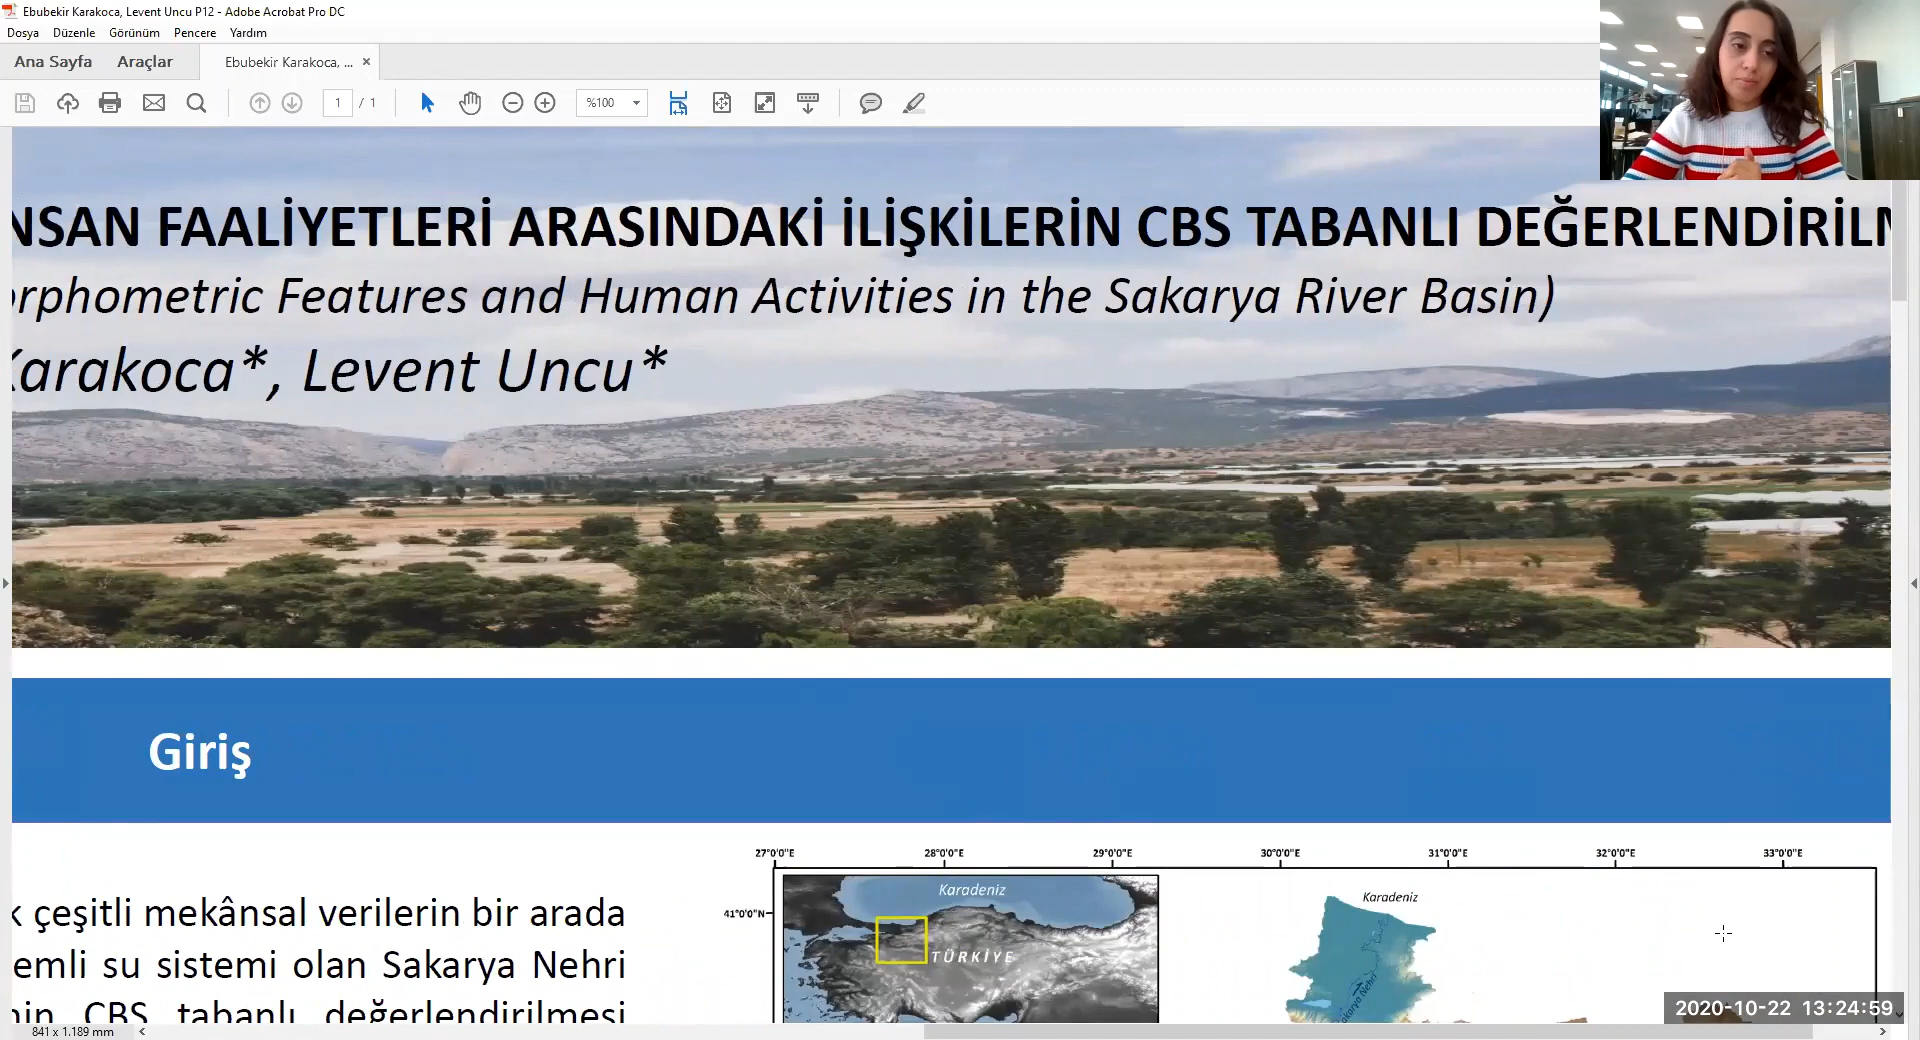 Ebubekir Karakoca, Levent Uncu P12 - Adobe Acrobat Pro DC
Dosya Düzenle Görünüm Pencere Yardım
Ana Sayfa Araçlar Ebubekir Karakoca, ... ×
1 / 1 %100
NSAN FAALİYETLERİ ARASINDAKİ İLİŞKİLERİN CBS TABANLI DEĞERLENDİRİLM
orphometric Features and Human Activities in the Sakarya River Basin)
Karakoca*, Levent Uncu*
Giriş
k çeşitli mekânsal verilerin bir arada
emli su sistemi olan Sakarya Nehri
nin CBS tabanlı değerlendirilmesi
27°0'0"E 28°0'0"E 29°0'0"E 30°0'0"E 31°0'0"E 32°0'0"E 33°0'0"E
41°0'0"N
Karadeniz
TÜRKİYE
Karadeniz
Sakarya Nehri
2020-10-22 13:24:59
841 x 1.189 mm